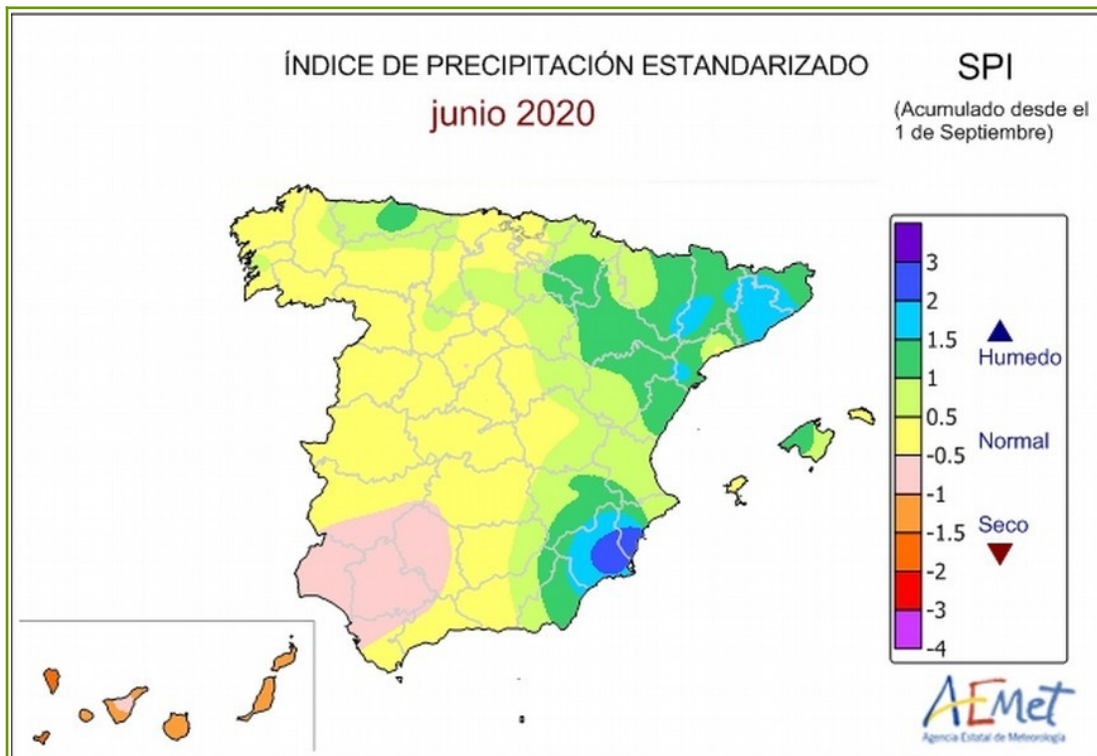 ÍNDICE DE PRECIPITACIÓN ESTANDARIZADO
junio 2020
SPI
(Acumulado desde el
1 de Septiembre)
3
2
1.5
1
0.5
-0.5
-1
-1.5
-2
-3
-4
Humedo
Normal
Seco
AEMet
Agencia Estatal de Meteorología